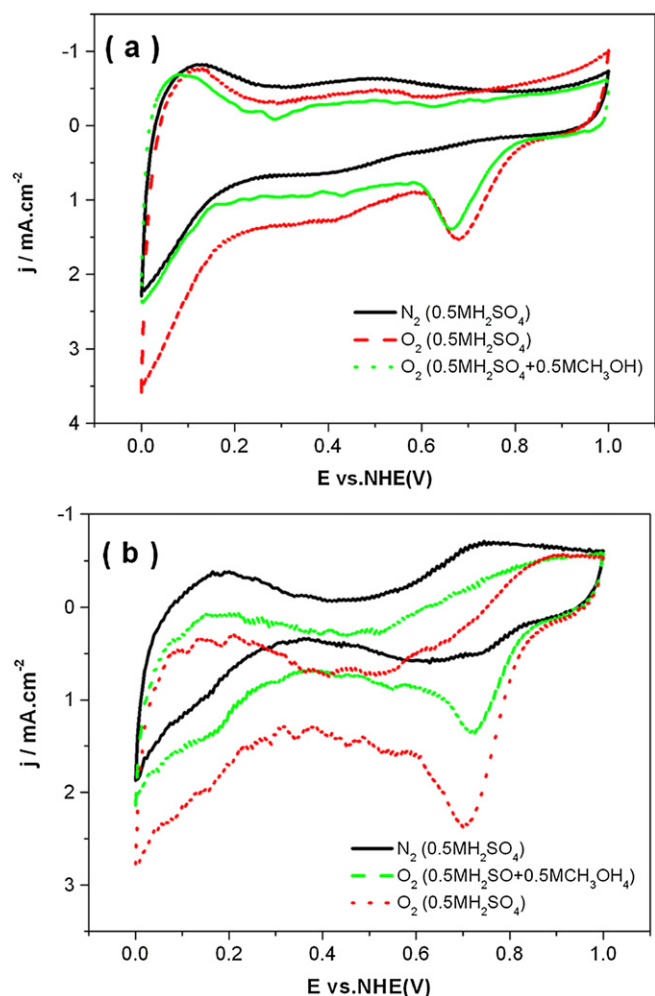 ( a )
-1
0
1
2
3
4
j / mA.cm⁻²
N₂ (0.5MH₂SO₄)
O₂ (0.5MH₂SO₄)
O₂ (0.5MH₂SO₄+0.5MCH₃OH)
0.0 0.2 0.4 0.6 0.8 1.0
E vs.NHE(V)
( b )
-1
0
1
2
3
j / mA.cm⁻²
N₂ (0.5MH₂SO₄)
O₂ (0.5MH₂SO+0.5MCH₃OH₄)
O₂ (0.5MH₂SO₄)
0.0 0.2 0.4 0.6 0.8 1.0
E vs.NHE(V)